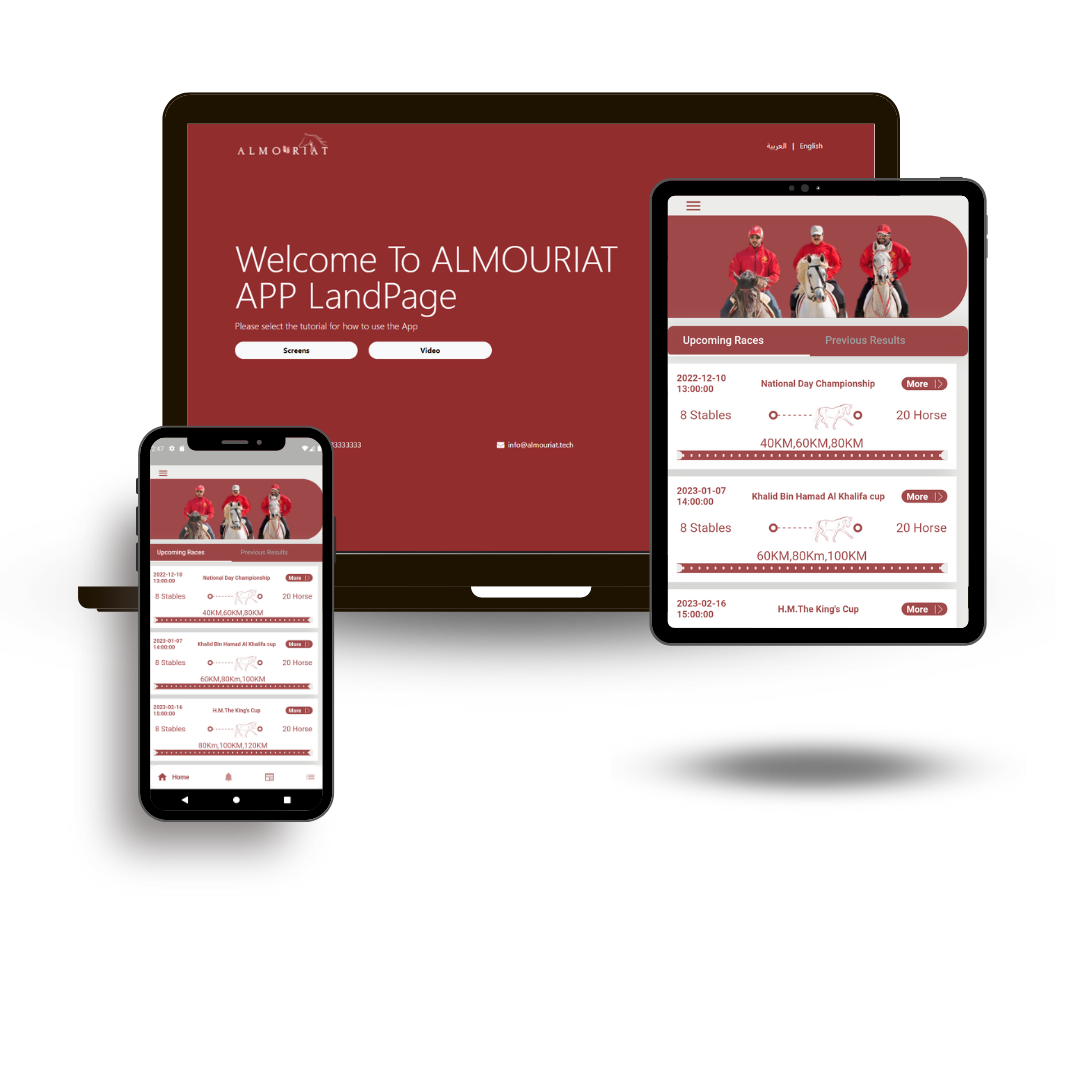 ALMOURIAT
العربية | English
Welcome To ALMOURIAT
APP LandPage
Please select the tutorial for how to use the App
Screens
Video
33333333
info@almouriat.tech
Upcoming Races
Previous Results
2022-12-10
13:00:00
National Day Championship
More
8 Stables
20 Horse
40KM,60KM,80KM
2023-01-07
14:00:00
Khalid Bin Hamad Al Khalifa cup
More
8 Stables
20 Horse
60KM,80Km,100KM
2023-02-16
15:00:00
H.M.The King's Cup
More
:47
Upcoming Races
Previous Results
2022-12-10
13:00:00
National Day Championship
More
8 Stables
20 Horse
40KM,60KM,80KM
2023-01-07
14:00:00
Khalid Bin Hamad Al Khalifa cup
More
8 Stables
20 Horse
60KM,80Km,100KM
2023-02-16
15:00:00
H.M.The King's Cup
More
8 Stables
20 Horse
80Km,100KM,120KM
Home